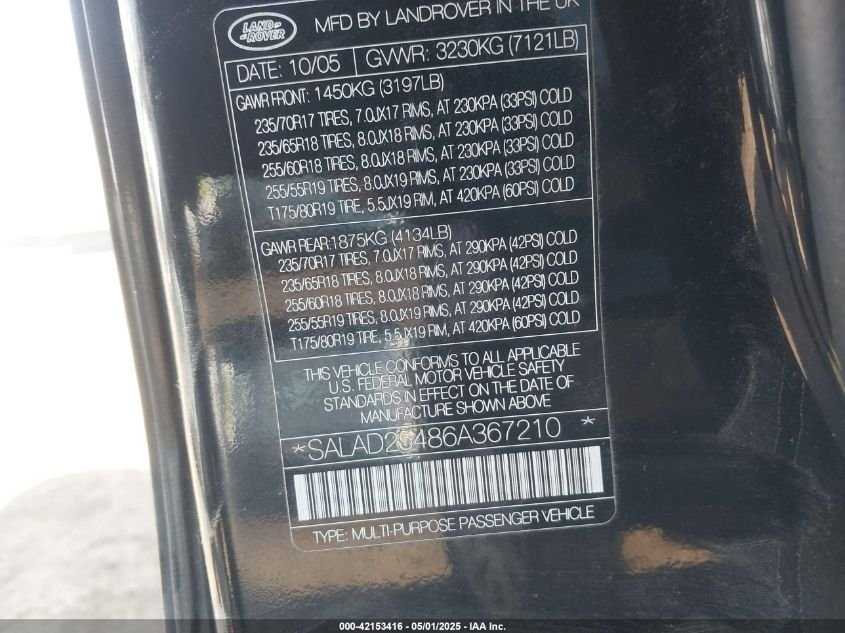 LAND ROVER
MFD BY LANDROVER IN THE UK
DATE: 10/05 GVWR: 3230KG (7121LB)
GAWR FRONT: 1450KG (3197LB)
235/70R17 TIRES, 7.0JX17 RIMS, AT 230KPA (33PSI) COLD
235/65R18 TIRES, 8.0JX18 RIMS, AT 230KPA (33PSI) COLD
255/60R18 TIRES, 8.0JX18 RIMS, AT 230KPA (33PSI) COLD
255/55R19 TIRES, 8.0JX19 RIMS, AT 230KPA (33PSI) COLD
T175/80R19 TIRE, 5.5JX19 RIM, AT 420KPA (60PSI) COLD
GAWR REAR:1875KG (4134LB)
235/70R17 TIRES, 7.0JX17 RIMS, AT 290KPA (42PSI) COLD
235/65R18 TIRES, 8.0JX18 RIMS, AT 290KPA (42PSI) COLD
255/60R18 TIRES, 8.0JX18 RIMS, AT 290KPA (42PSI) COLD
255/55R19 TIRES, 8.0JX19 RIMS, AT 290KPA (42PSI) COLD
T175/80R19 TIRE, 5.5JX19 RIM, AT 420KPA (60PSI) COLD
THIS VEHICLE CONFORMS TO ALL APPLICABLE
U.S. FEDERAL MOTOR VEHICLE SAFETY
STANDARDS IN EFFECT ON THE DATE OF
MANUFACTURE SHOWN ABOVE
*SALAD25486A367210 *
TYPE: MULTI-PURPOSE PASSENGER VEHICLE
000-42153416 - 05/01/2025 - IAA Inc.